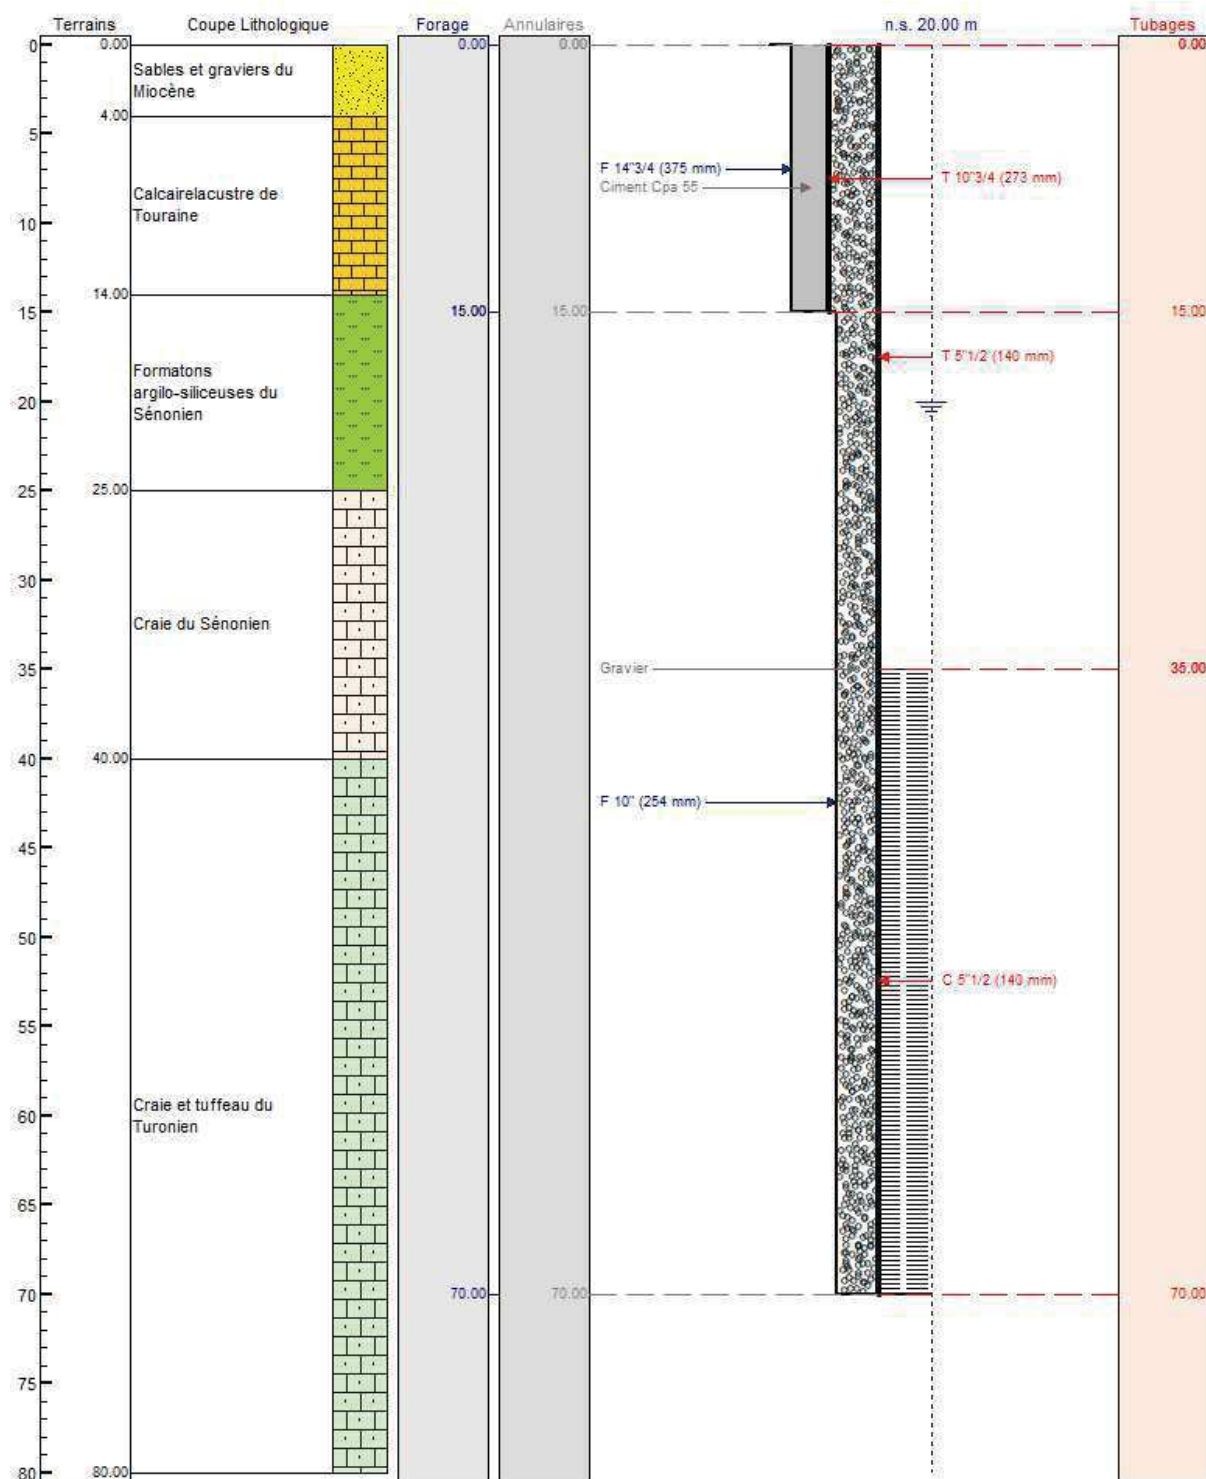 Terrains Coupe Lithologique Forage Annulaires n.s. 20.00 m Tubages
0 0.00 0.00 0.00 0.00
Sables et graviers du
Miocène
4.00
5
F 14"3/4 (375 mm) T 10"3/4 (273 mm)
Ciment Cpa 55
Calcairelacustre de
Touraine
10
14.00
15 15.00 15.00 15.00
T 5"1/2 (140 mm)
Formatons
argilo-siliceuses du
Sénonien
20
25 25.00
30
Craie du Sénonien
35 Gravier 35.00
40 40.00
F 10" (254 mm)
45
50
C 5"1/2 (140 mm)
55
60
Craie et tuffeau du
Turonien
65
70 70.00 70.00 70.00
75
80 80.00